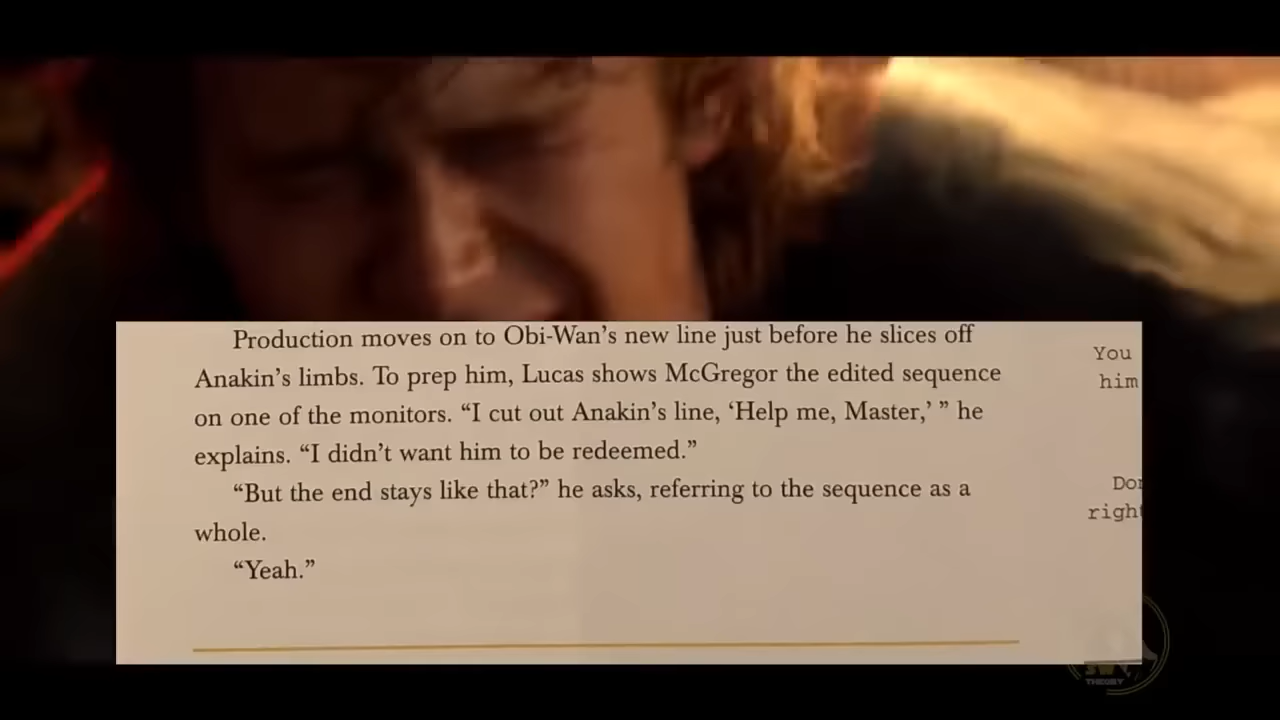 Production moves on to Obi-Wan’s new line just before he slices off
Anakin’s limbs. To prep him, Lucas shows McGregor the edited sequence
on one of the monitors. “I cut out Anakin’s line, ‘Help me, Master,’ ” he
explains. “I didn’t want him to be redeemed.”
“But the end stays like that?” he asks, referring to the sequence as a
whole.
“Yeah.”
You
him
right
SW
THEORY